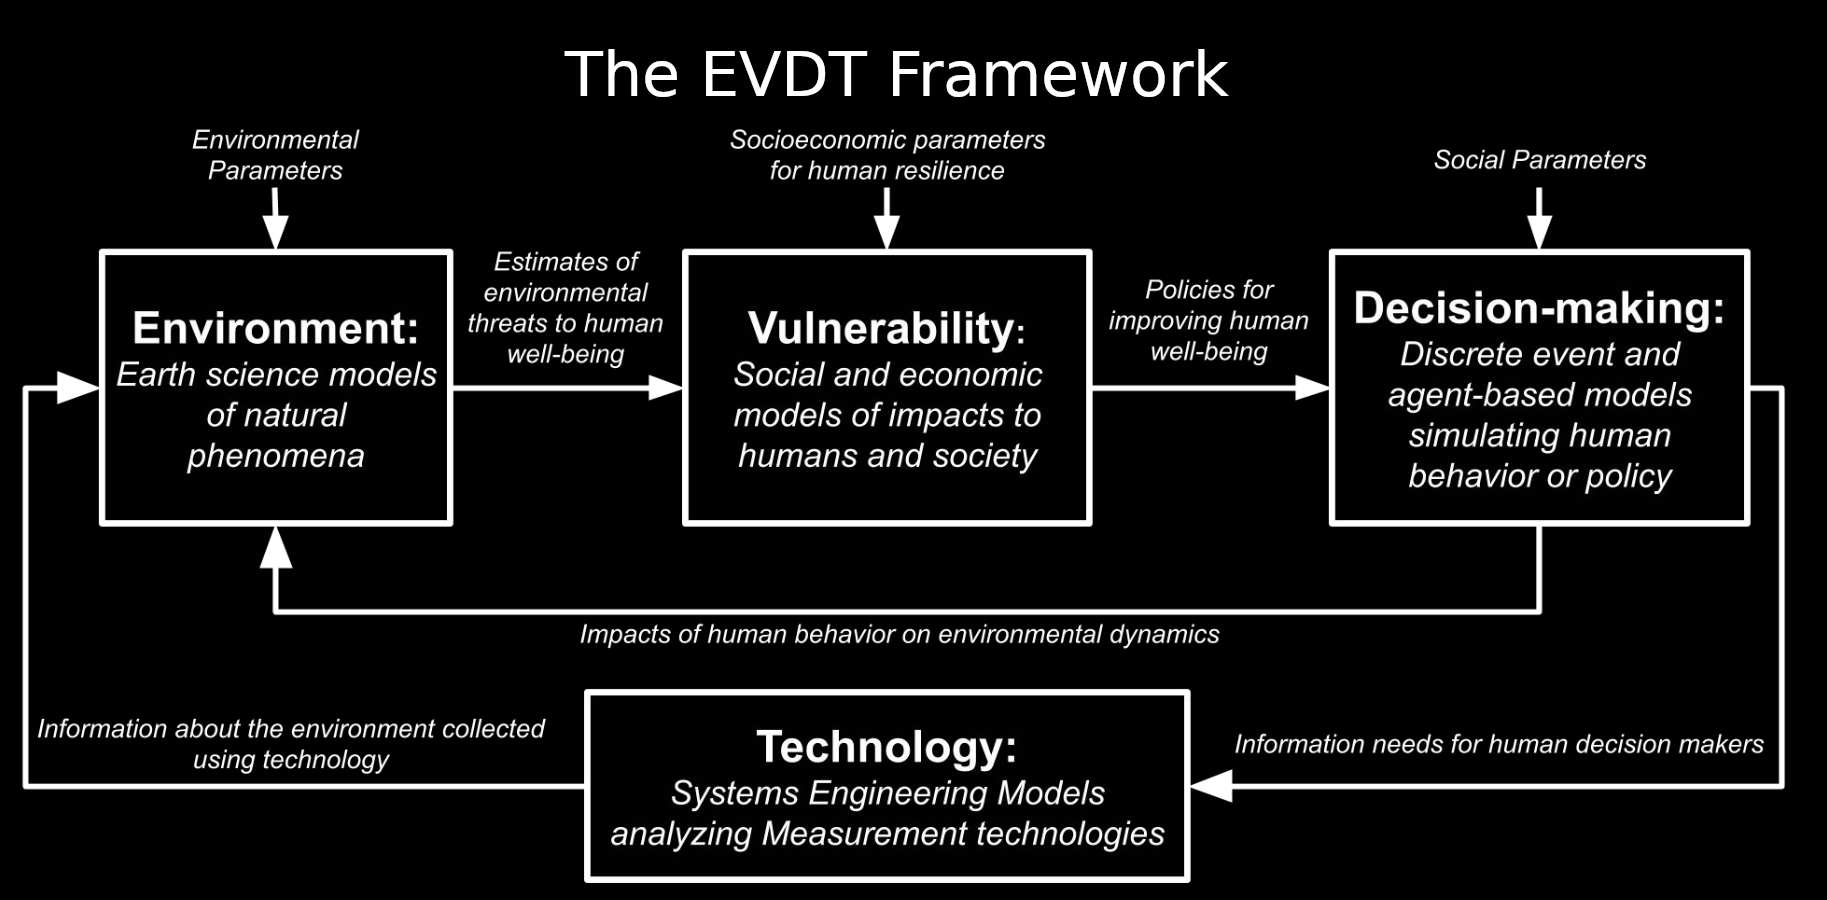 The EVDT Framework
Environmental
Parameters
Socioeconomic parameters
for human resilience
Social Parameters
Environment:
Earth science models
of natural
phenomena
Estimates of
environmental
threats to human
well-being
Vulnerability:
Social and economic
models of impacts to
humans and society
Policies for
improving human
well-being
Decision-making:
Discrete event and
agent-based models
simulating human
behavior or policy
Impacts of human behavior on environmental dynamics
Information about the environment collected
using technology
Technology:
Systems Engineering Models
analyzing Measurement technologies
Information needs for human decision makers